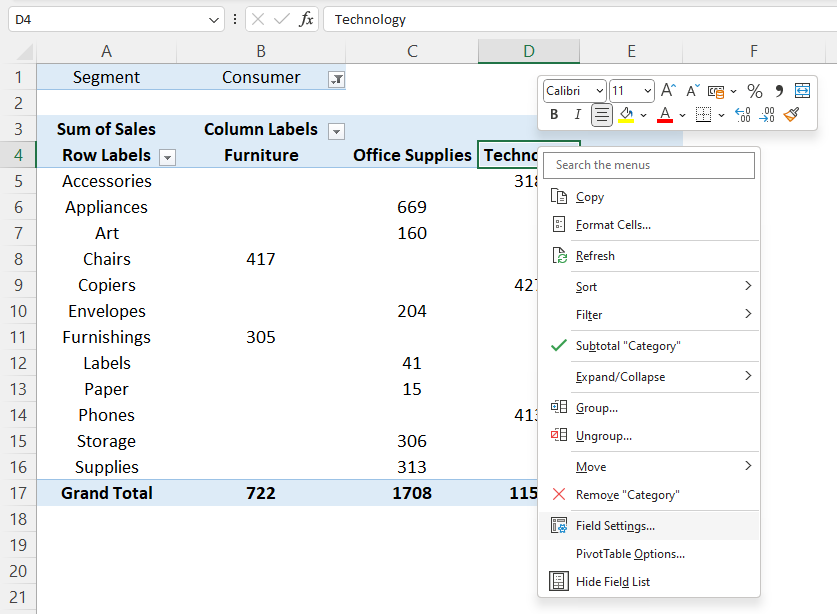 D4 fx Technology
A B C D E F
1 Segment Consumer
2
3 Sum of Sales Column Labels
4 Row Labels Furniture Office Supplies Techno
5 Accessories 318
6 Appliances 669
7 Art 160
8 Chairs 417
9 Copiers 427
10 Envelopes 204
11 Furnishings 305
12 Labels 41
13 Paper 15
14 Phones 413
15 Storage 306
16 Supplies 313
17 Grand Total 722 1708 115
18
19
20
21
Calibri 11 A A %
B I A .00 .00
Search the menus
Copy
Format Cells...
Refresh
Sort
Filter
Subtotal "Category"
Expand/Collapse
Group...
Ungroup...
Move
Remove "Category"
Field Settings...
PivotTable Options...
Hide Field List